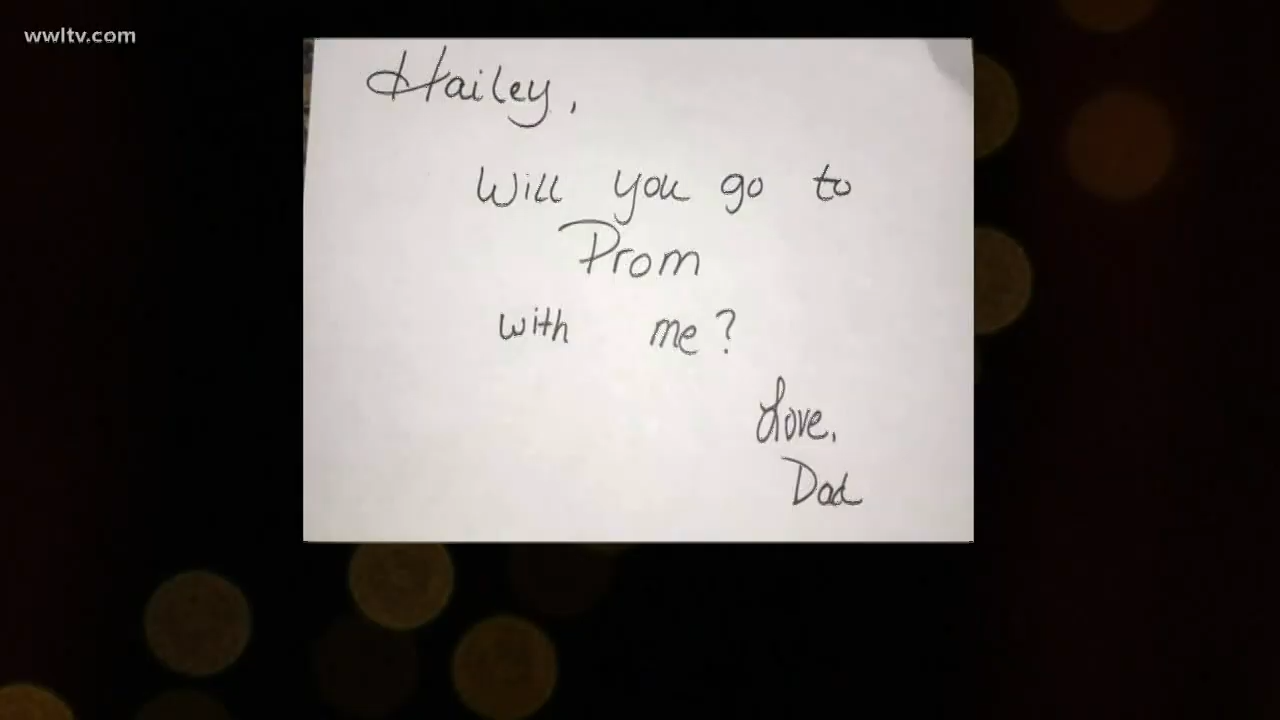 wwltv.com
Hailey,
Will you go to
Prom
with me?
Love,
Dad